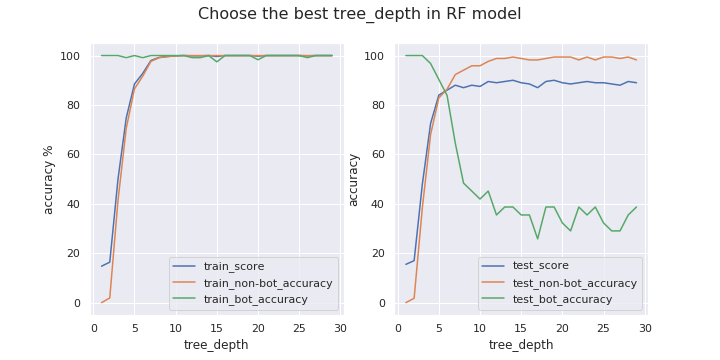 Choose the best tree_depth in RF model
accuracy %
100
80
60
40
20
0
train_score
train_non-bot_accuracy
train_bot_accuracy
0 5 10 15 20 25 30
tree_depth
accuracy
100
80
60
40
20
0
test_score
test_non-bot_accuracy
test_bot_accuracy
0 5 10 15 20 25 30
tree_depth